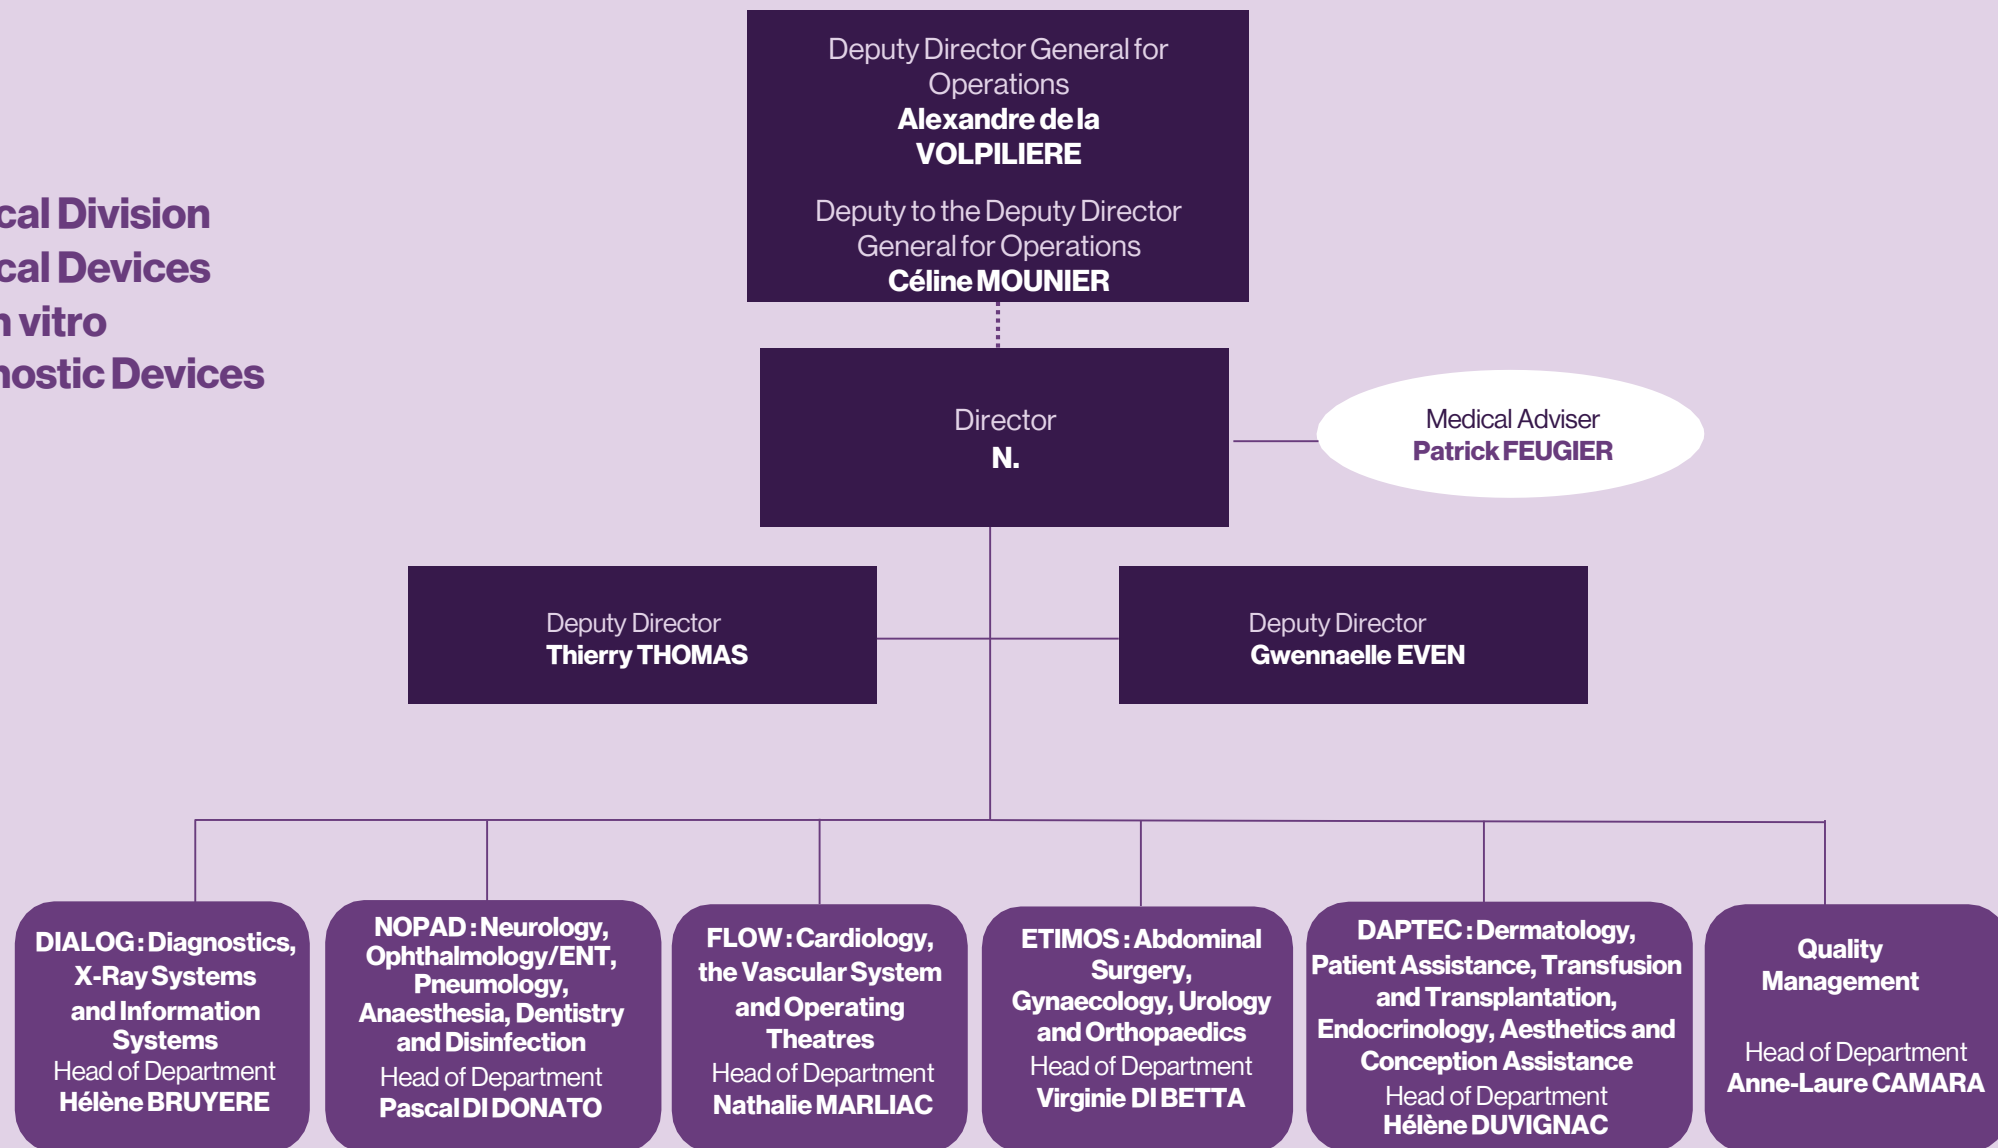 Deputy Director General for
Operations
Alexandre de la
VOLPILIERE
Deputy to the Deputy Director
General for Operations
Céline MOUNIER
cal Division
cal Devices
n vitro
nostic Devices
Director
N.
Medical Adviser
Patrick FEUGIER
Deputy Director
Thierry THOMAS
Deputy Director
Gwennaelle EVEN
DIALOG : Diagnostics,
X-Ray Systems
and Information
Systems
Head of Department
Hélène BRUYERE
NOPAD : Neurology,
Ophthalmology/ENT,
Pneumology,
Anaesthesia, Dentistry
and Disinfection
Head of Department
Pascal DI DONATO
FLOW : Cardiology,
the Vascular System
and Operating
Theatres
Head of Department
Nathalie MARLIAC
ETIMOS : Abdominal
Surgery,
Gynaecology, Urology
and Orthopaedics
Head of Department
Virginie DI BETTA
DAPTEC : Dermatology,
Patient Assistance, Transfusion
and Transplantation,
Endocrinology, Aesthetics and
Conception Assistance
Head of Department
Hélène DUVIGNAC
Quality
Management
Head of Department
Anne-Laure CAMARA